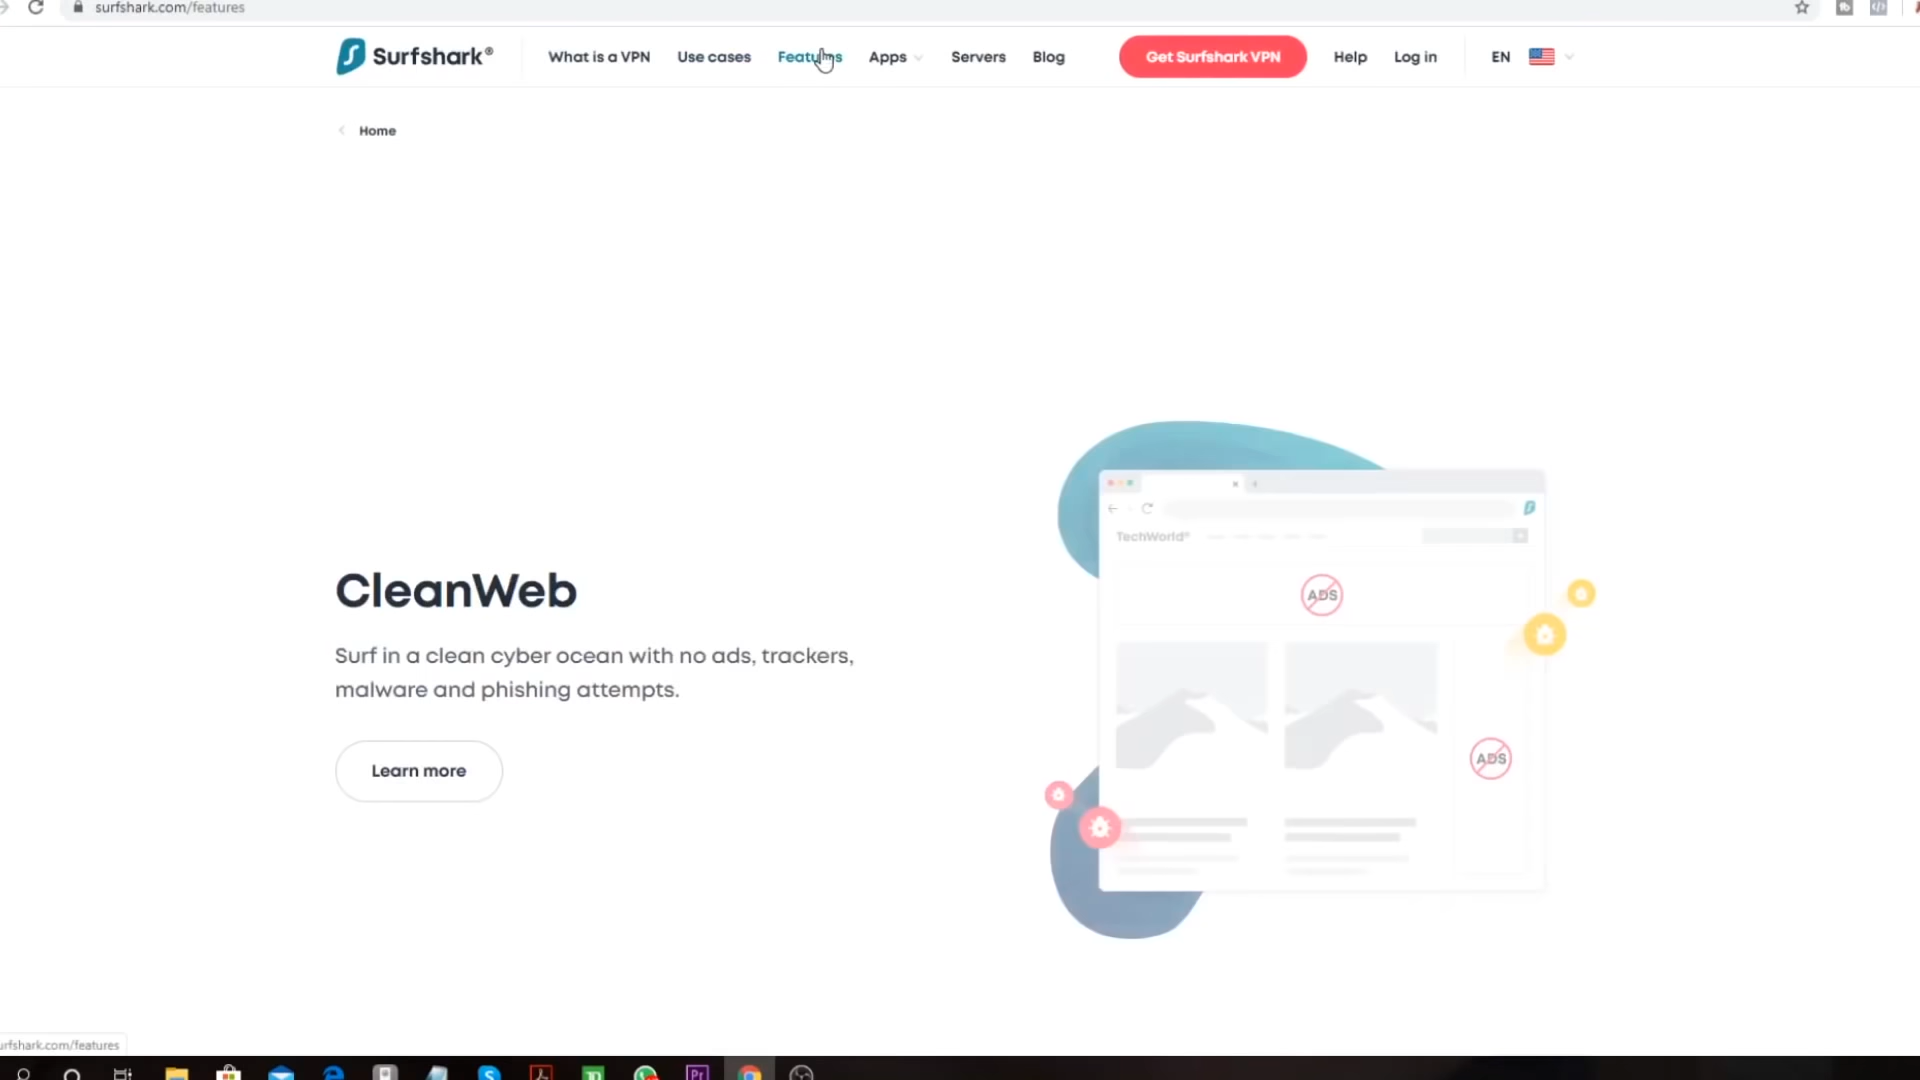 surfshark.com/features
Surfshark® What is a VPN Use cases Features Apps Servers Blog Get Surfshark VPN Help Log in EN
Home
TechWorld®
ADS
CleanWeb
Surf in a clean cyber ocean with no ads, trackers,
malware and phishing attempts.
Learn more
ADS
urfshark.com/features
Pr